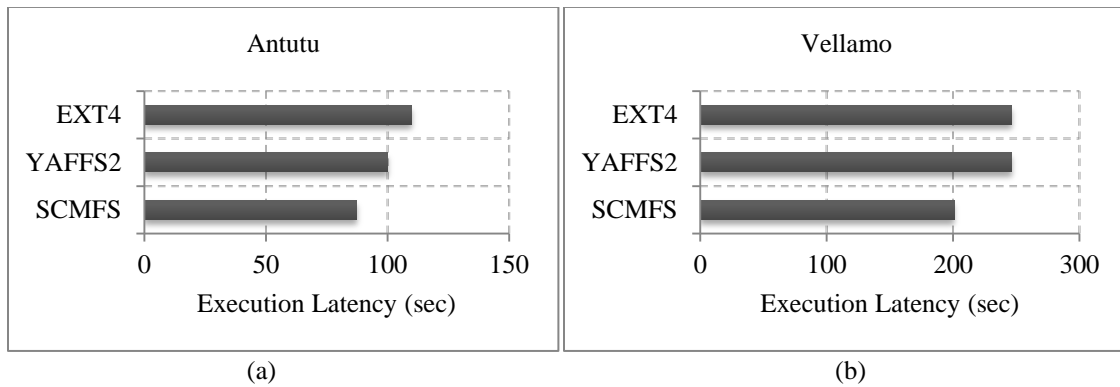 Antutu
EXT4
YAFFS2
SCMFS
0 50 100 150
Execution Latency (sec)
(a)
Vellamo
EXT4
YAFFS2
SCMFS
0 100 200 300
Execution Latency (sec)
(b)